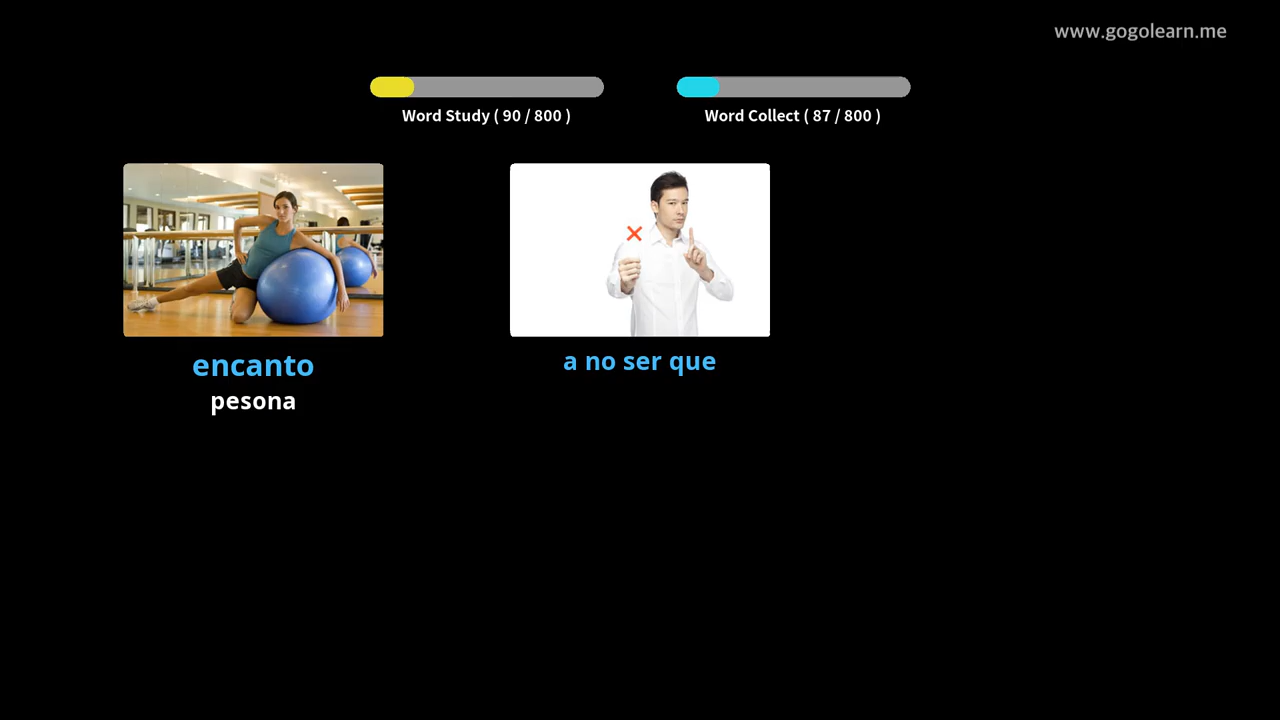 www.gogolearn.me
Word Study ( 90 / 800 )
Word Collect ( 87 / 800 )
encanto
pesona
a no ser que